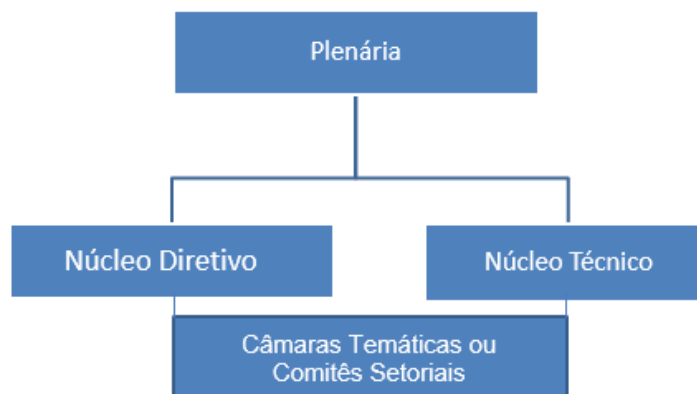 Plenária
Núcleo Diretivo
Núcleo Técnico
Câmaras Temáticas ou
Comitês Setoriais